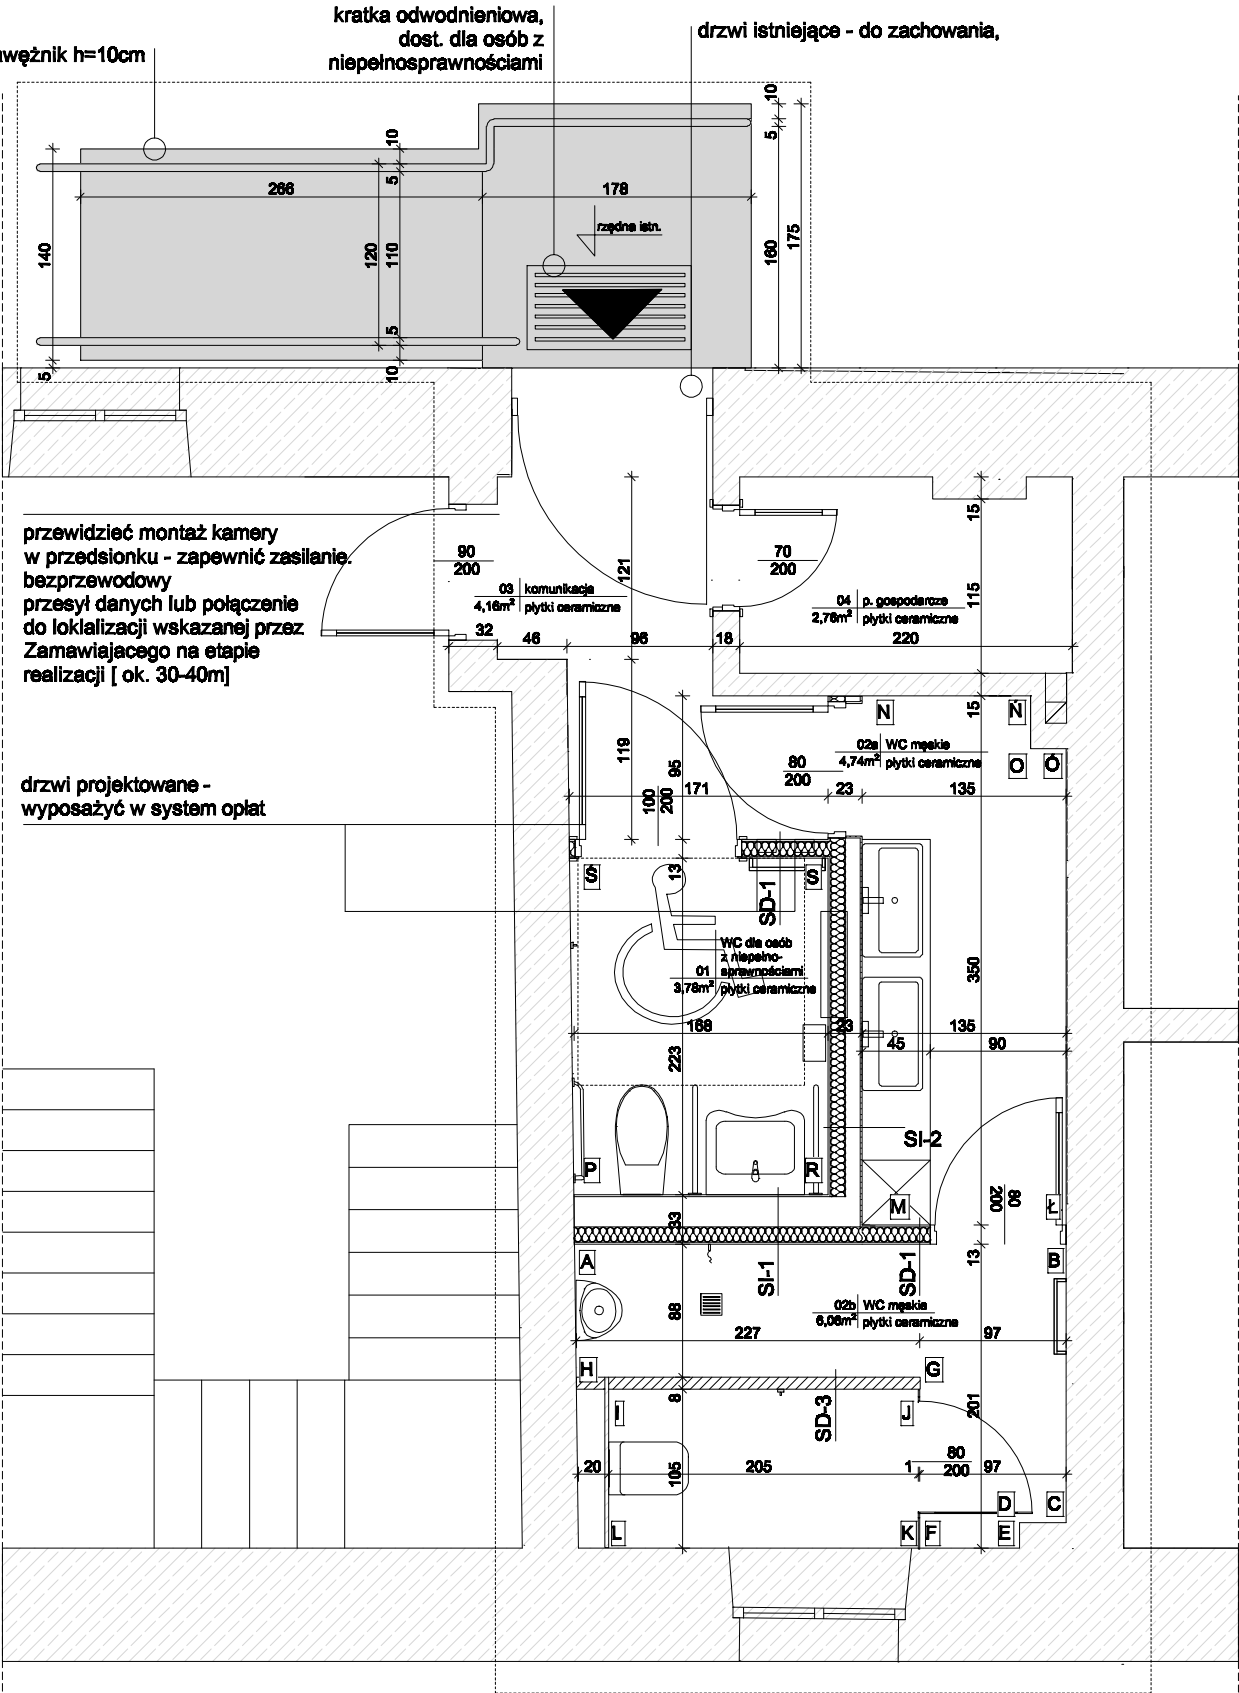 kratka odwodnieniowa,
dost. dla osób z
niepełnosprawnościami
drzwi istniejące - do zachowania,
awężnik h=10cm
10
5
10
5
266
178
rzędna istn.
140
120
110
160
175
5
10
5
przewidzieć montaż kamery
w przedsionku - zapewnić zasilanie.
bezprzewodowy
przesył danych lub połączenie
do loklalizacji wskazanej przez
Zamawiajacego na etapie
realizacji [ ok. 30-40m]
90
200
03 komunikacja
4,16m² płytki ceramiczne
121
70
200
15
115
04 p. gospodarcze
2,76m² płytki ceramiczne
32
46
96
18
220
15
N
Ń
02a WC męskie
4,74m² płytki ceramiczne
O
Ó
119
95
80
200
drzwi projektowane -
wyposażyć w system opłat
100
200
171
23
135
Ś
13
SD-1
S
WC dla osób
z niepełno-
01 sprawnościami
3,78m² płytki ceramiczne
350
168
23
135
45
90
223
SI-2
P
R
M
80
200
Ł
33
A
SI-1
SD-1
13
B
02b WC męskie
6,06m² płytki ceramiczne
88
227
97
H
G
8
I
SD-3
J
201
20
105
205
1
80
200
97
D
C
L
K
F
E